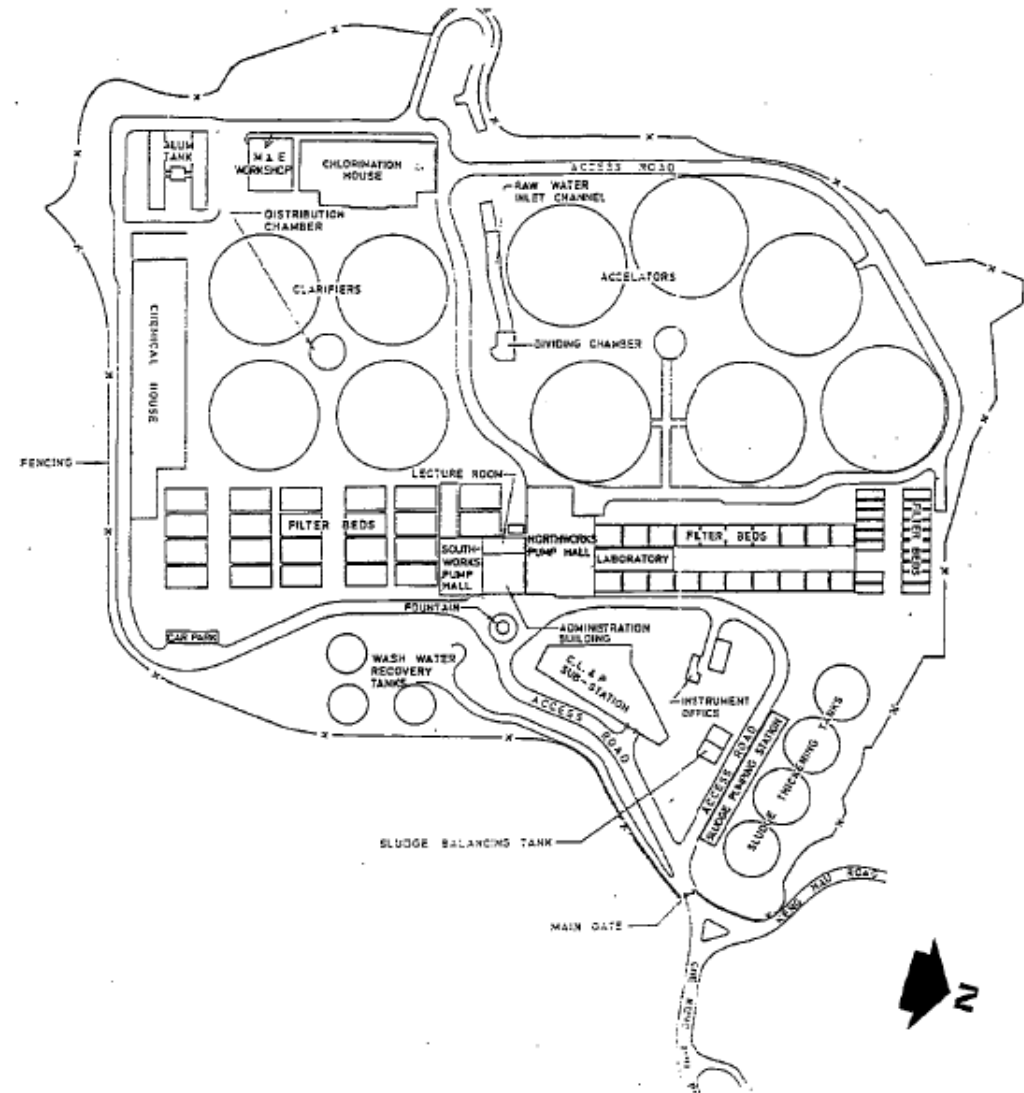 ALUM
TANK
M & E
WORKSHOP
CHLORINATION
HOUSE
ACCESS ROAD
RAW WATER
INLET CHANNEL
DISTRIBUTION
CHAMBER
CLARIFIERS
ACCELATORS
CHEMICAL HOUSE
DIVIDING CHAMBER
FENCING
LECTURE ROOM
FILTER BEDS
SOUTH-
WORKS
PUMP
HALL
NORTHWORKS
PUMP HALL
FILTER BEDS
LABORATORY
FILTER BEDS
FOUNTAIN
ADMINISTRATION
BUILDING
CAR PARK
WASH WATER
RECOVERY
TANKS
C.L. & P
SUB-STATION
INSTRUMENT
OFFICE
ACCESS ROAD
ACCESS ROAD
SLUDGE PUMPING STATION
SLUDGE THICKENING TANKS
SLUDGE BALANCING TANK
MAIN GATE
ROAD
N